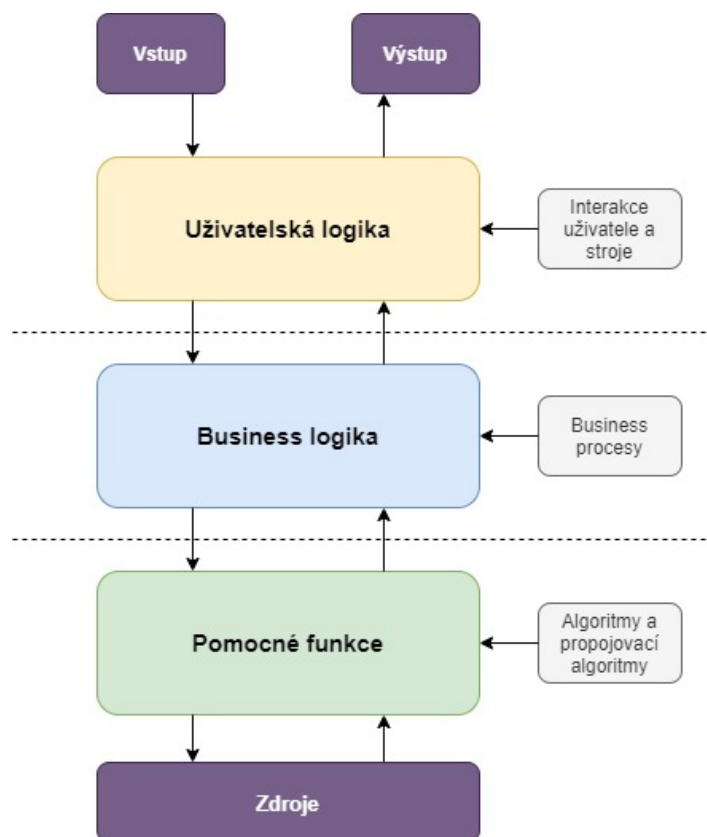 Vstup
Výstup
Uživatelská logika
Interakce
uživatele a
stroje
Business logika
Business
procesy
Pomocné funkce
Algoritmy a
propojovací
algoritmy
Zdroje